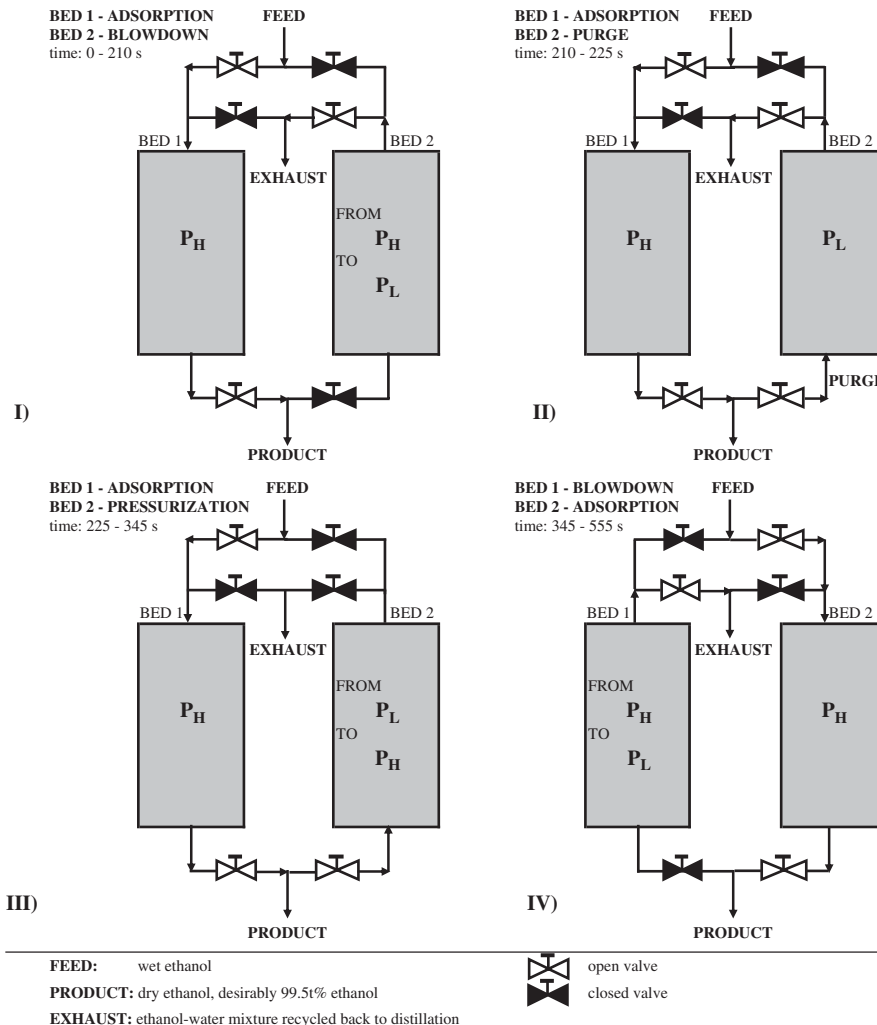 BED 1 - ADSORPTION
BED 2 - BLOWDOWN
time: 0 - 210 s
FEED
BED 1
BED 2
EXHAUST
P_H
FROM
P_H
TO
P_L
I)
PRODUCT
BED 1 - ADSORPTION
BED 2 - PURGE
time: 210 - 225 s
FEED
BED 1
BED 2
EXHAUST
P_H
P_L
PURGE
II)
PRODUCT
BED 1 - ADSORPTION
BED 2 - PRESSURIZATION
time: 225 - 345 s
FEED
BED 1
BED 2
EXHAUST
P_H
FROM
P_L
TO
P_H
III)
PRODUCT
BED 1 - BLOWDOWN
BED 2 - ADSORPTION
time: 345 - 555 s
FEED
BED 1
BED 2
EXHAUST
FROM
P_H
TO
P_L
P_H
IV)
PRODUCT
FEED: wet ethanol
open valve
PRODUCT: dry ethanol, desirably 99.5t% ethanol
closed valve
EXHAUST: ethanol-water mixture recycled back to distillation